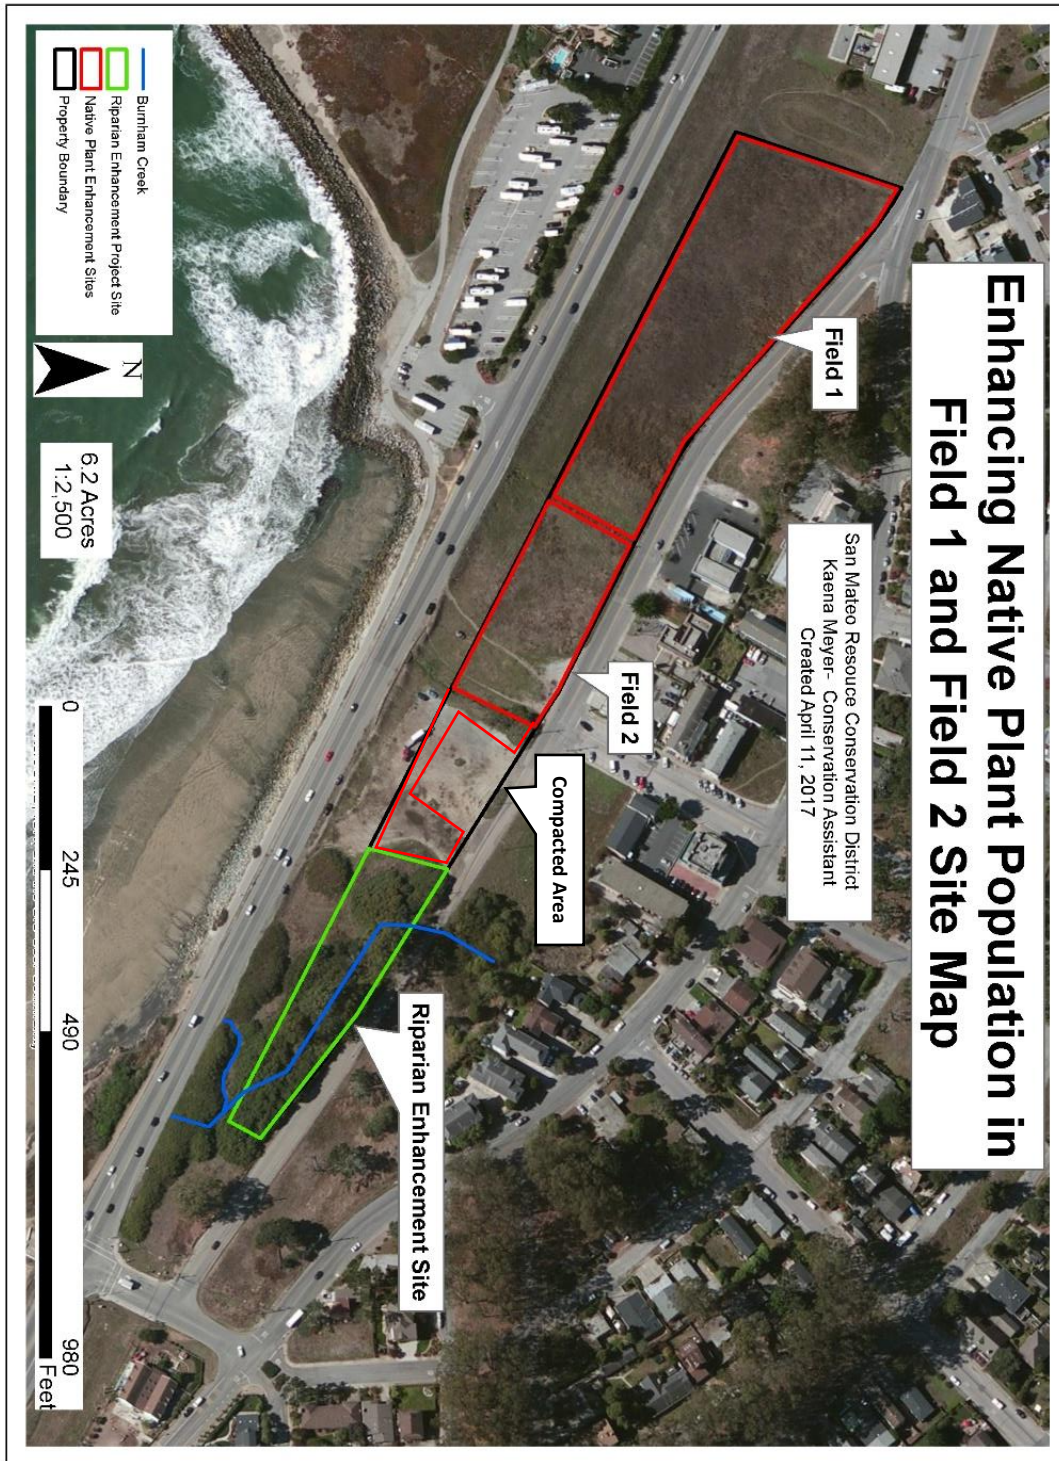 Enhancing Native Plant Population in
Field 1 and Field 2 Site Map
San Mateo Resouce Conservation District
Kaena Meyer- Conservation Assistant
Created April 11, 2017
Field 1
Field 2
Compacted Area
Riparian Enhancement Site
Burnham Creek
Riparian Enhancement Project Site
Native Plant Enhancement Sites
Property Boundary
N
6.2 Acres
1:2,500
0 245 490 980
Feet